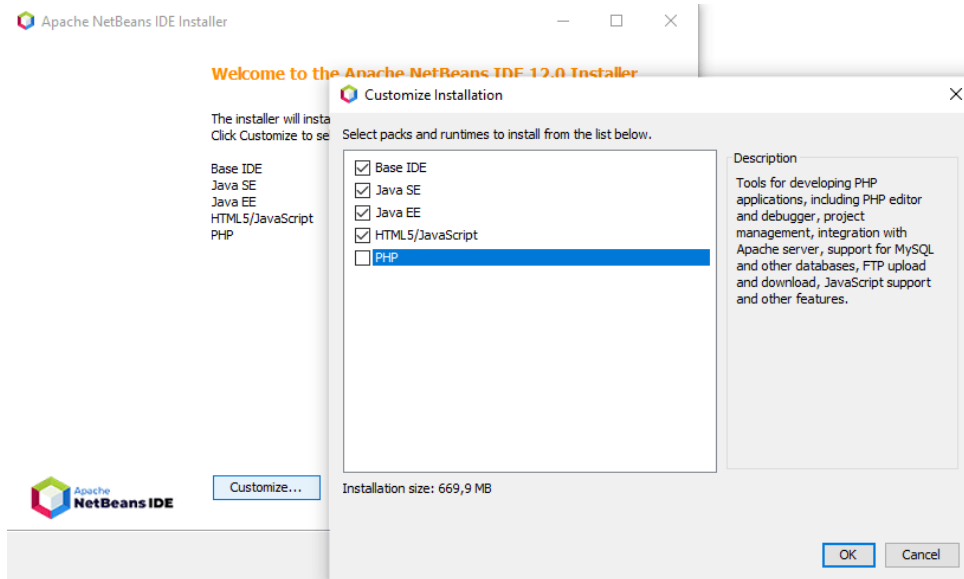 Apache NetBeans IDE Installer
Welcome to the Apache NetBeans IDE 12.0 Installer
The installer will insta
Click Customize to se
Base IDE
Java SE
Java EE
HTML5/JavaScript
PHP
Apache
NetBeans IDE
Customize...
Customize Installation
Select packs and runtimes to install from the list below.
Base IDE
Java SE
Java EE
HTML5/JavaScript
PHP
Description
Tools for developing PHP
applications, including PHP editor
and debugger, project
management, integration with
Apache server, support for MySQL
and other databases, FTP upload
and download, JavaScript support
and other features.
Installation size: 669,9 MB
OK
Cancel